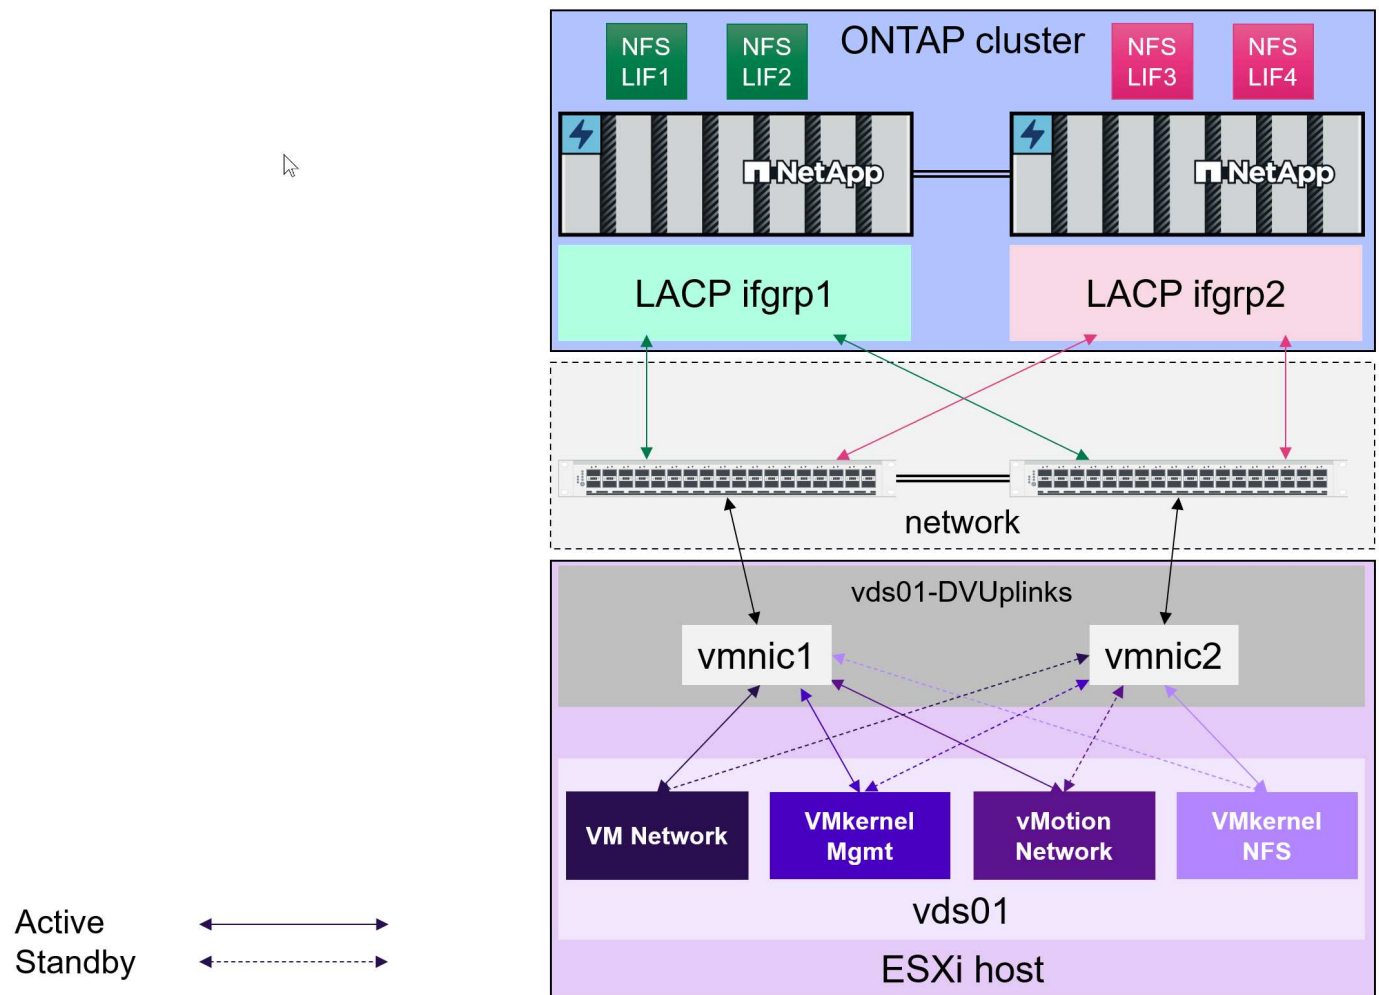 ONTAP cluster
NFS
LIF1
NFS
LIF2
NFS
LIF3
NFS
LIF4
NetApp
NetApp
LACP ifgrp1
LACP ifgrp2
network
vds01-DVUplinks
vmnic1
vmnic2
VM Network
VMkernel
Mgmt
vMotion
Network
VMkernel
NFS
vds01
ESXi host
Active
Standby